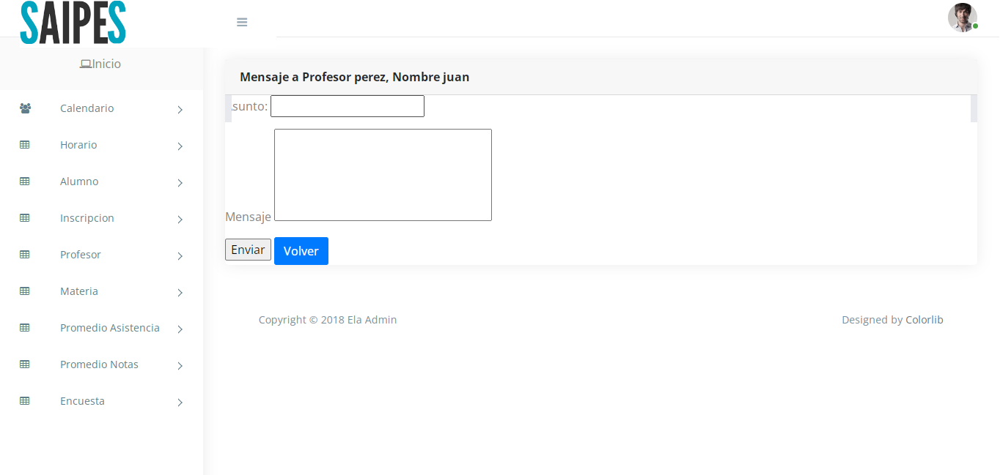 SAIPES
Inicio
Calendario
Horario
Alumno
Inscripcion
Profesor
Materia
Promedio Asistencia
Promedio Notas
Encuesta
Mensaje a Profesor perez, Nombre juan
Asunto:
Mensaje
Enviar Volver
Copyright © 2018 Ela Admin
Designed by Colorlib